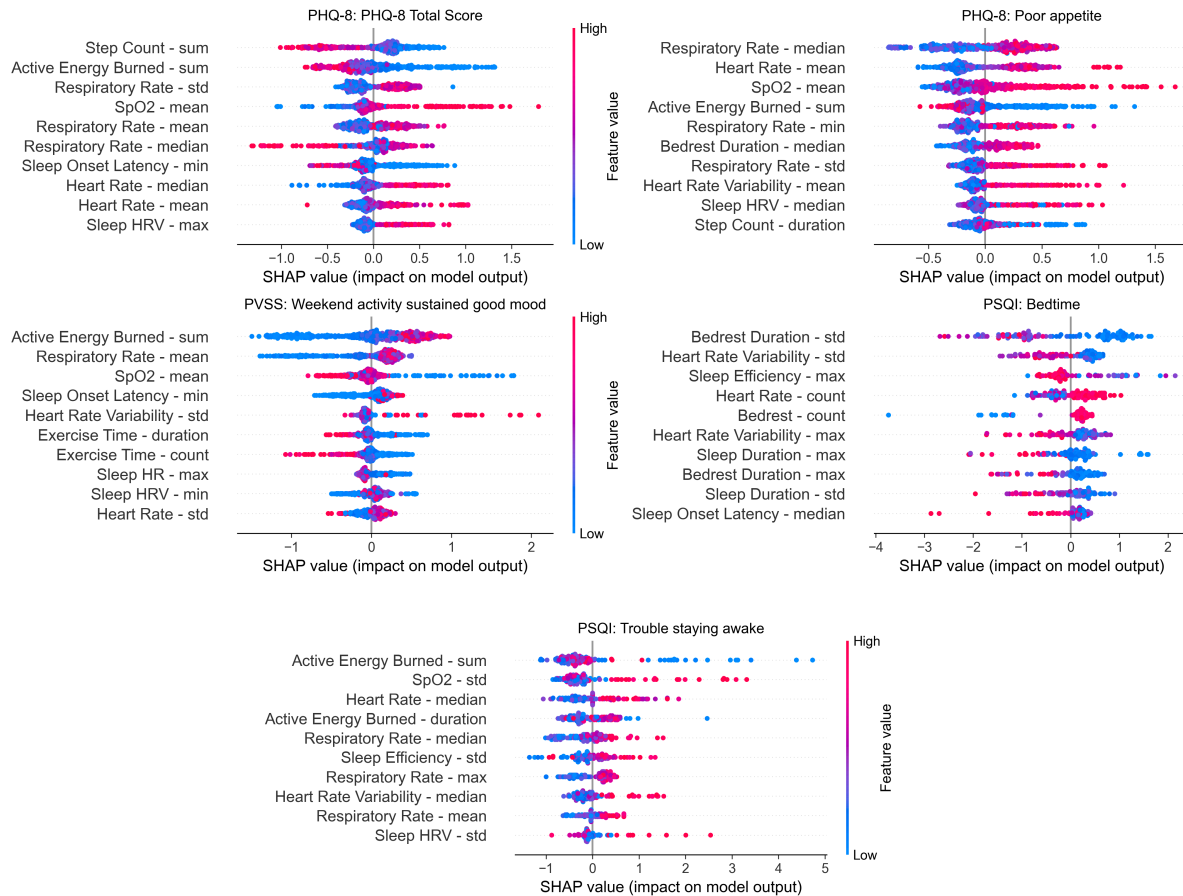 PHQ-8: PHQ-8 Total Score
Step Count - sum
Active Energy Burned - sum
Respiratory Rate - std
SpO2 - mean
Respiratory Rate - mean
Respiratory Rate - median
Sleep Onset Latency - min
Heart Rate - median
Heart Rate - mean
Sleep HRV - max
−1.0 −0.5 0.0 0.5 1.0 1.5
SHAP value (impact on model output)
High
Feature value
Low
PHQ-8: Poor appetite
Respiratory Rate - median
Heart Rate - mean
SpO2 - mean
Active Energy Burned - sum
Respiratory Rate - min
Bedrest Duration - median
Respiratory Rate - std
Heart Rate Variability - mean
Sleep HRV - median
Step Count - duration
−0.5 0.0 0.5 1.0 1.5
SHAP value (impact on model output)
PVSS: Weekend activity sustained good mood
Active Energy Burned - sum
Respiratory Rate - mean
SpO2 - mean
Sleep Onset Latency - min
Heart Rate Variability - std
Exercise Time - duration
Exercise Time - count
Sleep HR - max
Sleep HRV - min
Heart Rate - std
−1 0 1 2
SHAP value (impact on model output)
High
Feature value
Low
PSQI: Bedtime
Bedrest Duration - std
Heart Rate Variability - std
Sleep Efficiency - max
Heart Rate - count
Bedrest - count
Heart Rate Variability - max
Sleep Duration - max
Bedrest Duration - max
Sleep Duration - std
Sleep Onset Latency - median
−4 −3 −2 −1 0 1 2
SHAP value (impact on model output)
PSQI: Trouble staying awake
Active Energy Burned - sum
SpO2 - std
Heart Rate - median
Active Energy Burned - duration
Respiratory Rate - median
Sleep Efficiency - std
Respiratory Rate - max
Heart Rate Variability - median
Respiratory Rate - mean
Sleep HRV - std
−1 0 1 2 3 4 5
SHAP value (impact on model output)
High
Feature value
Low